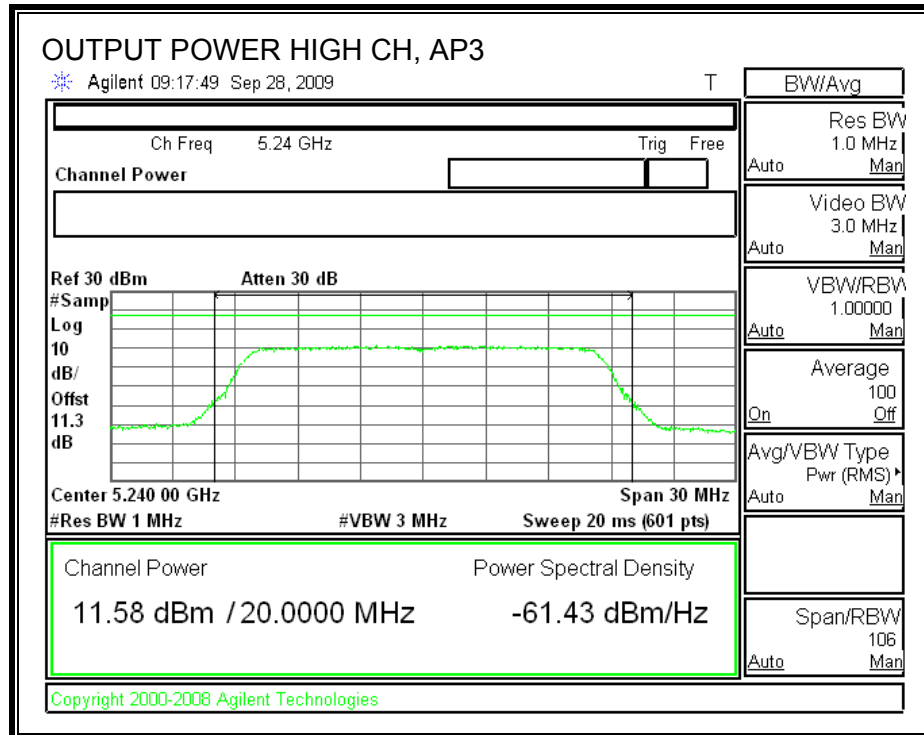 OUTPUT POWER HIGH CH, AP3
Agilent 09:17:49 Sep 28, 2009 T
Ch Freq 5.24 GHz Trig Free
Channel Power
Ref 30 dBm Atten 30 dB
#Samp
Log
10
dB/
Offst
11.3
dB
Center 5.240 00 GHz Span 30 MHz
#Res BW 1 MHz #VBW 3 MHz Sweep 20 ms (601 pts)
Channel Power Power Spectral Density
11.58 dBm / 20.0000 MHz -61.43 dBm/Hz
Copyright 2000-2008 Agilent Technologies
BW/Avg
Res BW
1.0 MHz
Auto Man
Video BW
3.0 MHz
Auto Man
VBW/RBW
1.00000
Auto Man
Average
100
On Off
Avg/VBW Type
Pwr (RMS)
Auto Man
Span/RBW
106
Auto Man